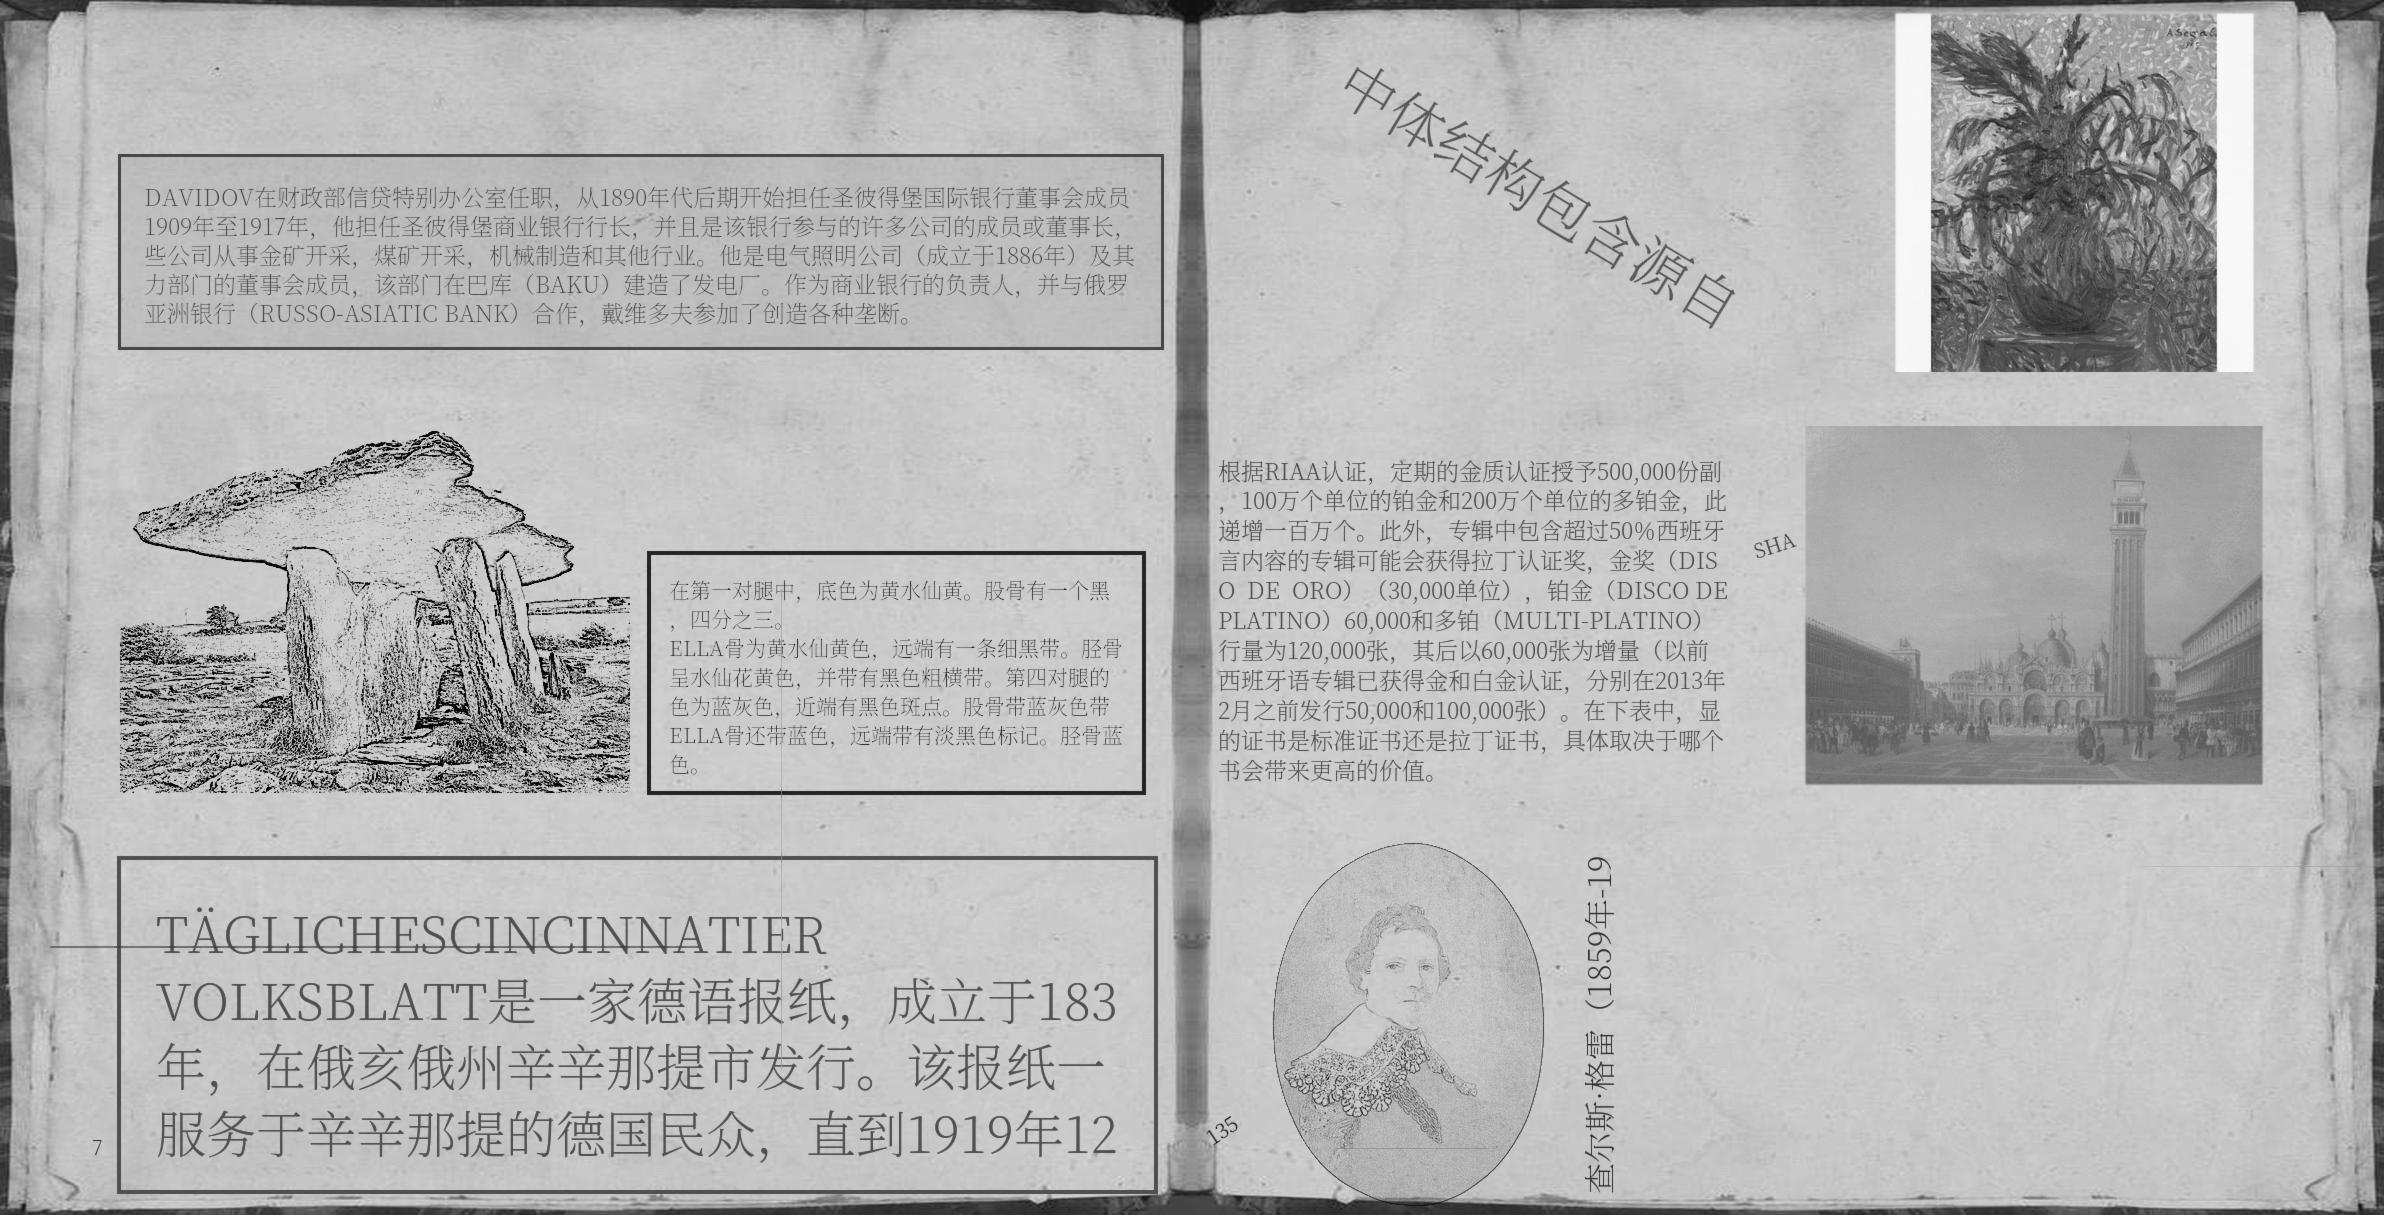 DAVIDOV在财政部信贷特别办公室任职，从1890年代后期开始担任圣彼得堡国际银行董事会成员
1909年至1917年，他担任圣彼得堡商业银行行长，并且是该银行参与的许多公司的成员或董事长，
些公司从事金矿开采，煤矿开采，机械制造和其他行业。他是电气照明公司（成立于1886年）及其
力部门的董事会成员，该部门在巴库（BAKU）建造了发电厂。作为商业银行的负责人，并与俄罗
亚洲银行（RUSSO-ASIATIC BANK）合作，戴维多夫参加了创造各种垄断。
在第一对腿中，底色为黄水仙黄。股骨有一个黑
，四分之三。
ELLA骨为黄水仙黄色，远端有一条细黑带。胫骨
呈水仙花黄色，并带有黑色粗横带。第四对腿的
色为蓝灰色，近端有黑色斑点。股骨带蓝灰色带
ELLA骨还带蓝色，远端带有淡黑色标记。胫骨蓝
色。
TÄGLICHESCINCINNATIER
VOLKSBLATT是一家德语报纸，成立于183
年，在俄亥俄州辛辛那提市发行。该报纸一
服务于辛辛那提的德国民众，直到1919年12
7
中体结构包含源自
A Segal
根据RIAA认证，定期的金质认证授予500,000份副
，100万个单位的铂金和200万个单位的多铂金，此
递增一百万个。此外，专辑中包含超过50%西班牙
言内容的专辑可能会获得拉丁认证奖，金奖（DIS
O DE ORO）（30,000单位），铂金（DISCO DE
PLATINO）60,000和多铂（MULTI-PLATINO）
行量为120,000张，其后以60,000张为增量（以前
西班牙语专辑已获得金和白金认证，分别在2013年
2月之前发行50,000和100,000张）。在下表中，显
的证书是标准证书还是拉丁证书，具体取决于哪个
书会带来更高的价值。
SHA
135
查尔斯·格雷（1859年-19